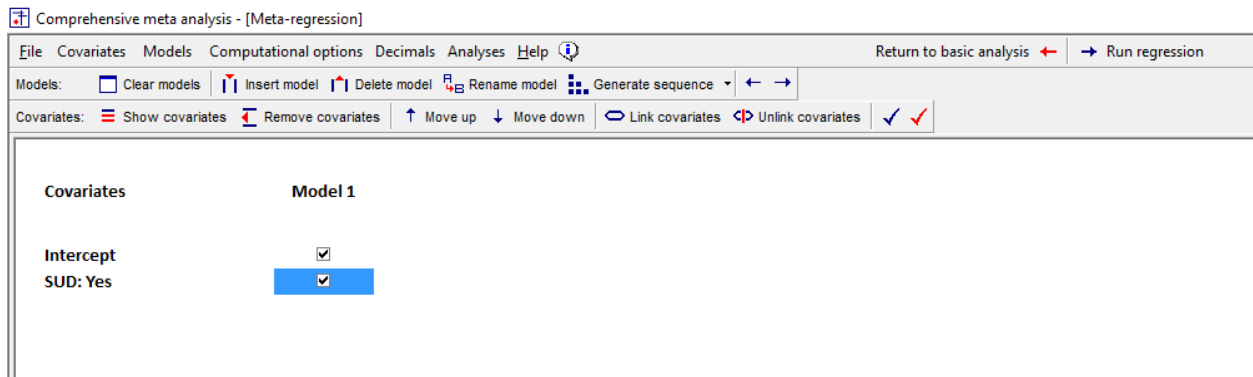 Comprehensive meta analysis - [Meta-regression]
File Covariates Models Computational options Decimals Analyses Help Return to basic analysis Run regression
Models: Clear models Insert model Delete model Rename model Generate sequence
Covariates: Show covariates Remove covariates Move up Move down Link covariates Unlink covariates
Covariates Model 1
Intercept
SUD: Yes